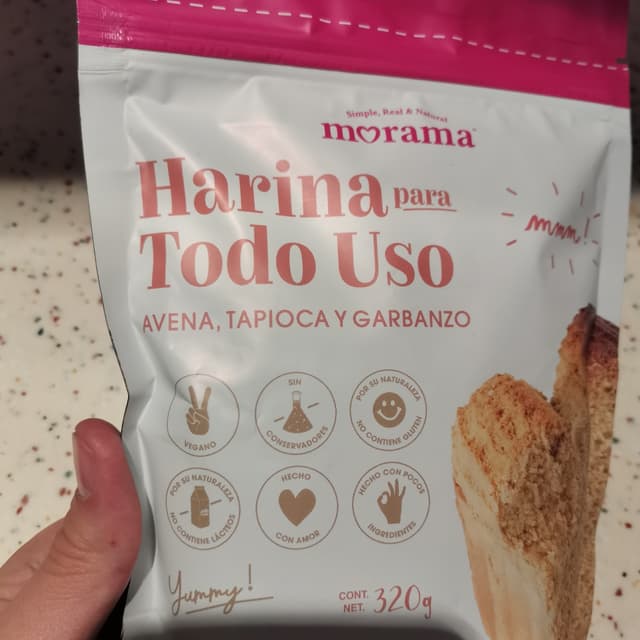 Simple, Real & Natural
morama
Harina para
Todo Uso
mmm!
AVENA, TAPIOCA Y GARBANZO
VEGANO
SIN
CONSERVADORES
POR SU NATURALEZA
NO CONTIENE GLUTEN
POR SU NATURALEZA
NO CONTIENE LÁCTEOS
HECHO
CON AMOR
HECHO CON POCOS
INGREDIENTES
Yummy!
CONT.
NET. 320g